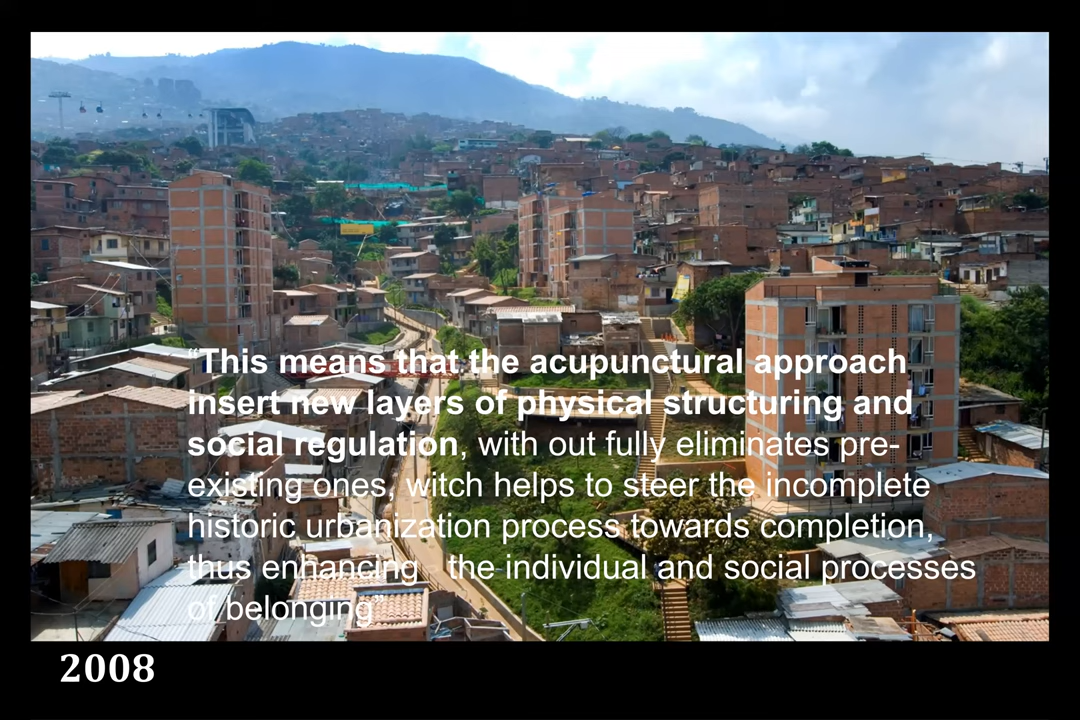 “This means that the acupunctural approach
insert new layers of physical structuring and
social regulation, with out fully eliminates pre-
existing ones, witch helps to steer the incomplete
historic urbanization process towards completion,
thus enhancing  the individual and social processes
of belonging”
2008